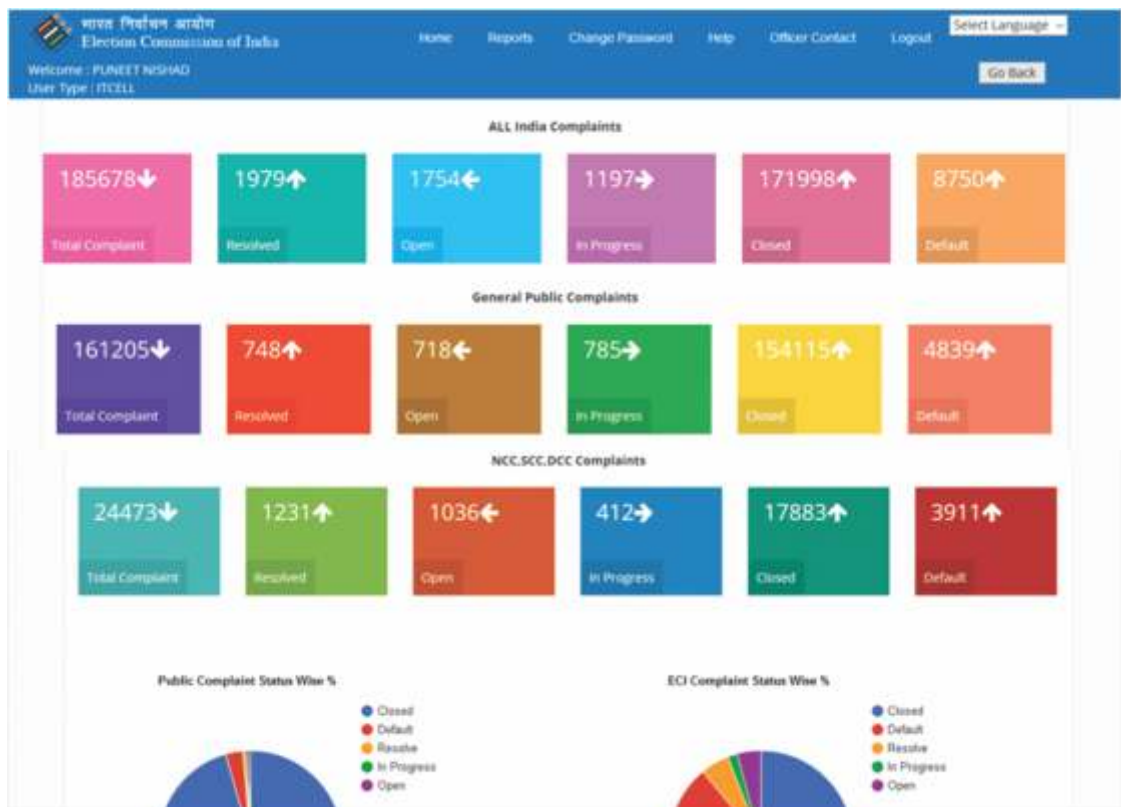 भारत निर्वाचन आयोग
Election Commission of India
Home Reports Change Password Help Officer Contact Logout
Select Language
Welcome : PUNEET NISHAD
User Type : ITCELL
Go Back
ALL India Complaints
185678 1979 1754 1197 171998 8750
Total Complaint Resolved Open In Progress Closed Default
General Public Complaints
161205 748 718 785 154115 4839
Total Complaint Resolved Open In Progress Closed Default
NCC,SCC,DCC Complaints
24473 1231 1036 412 17883 3911
Total Complaint Resolved Open In Progress Closed Default
Public Complaint Status Wise %
Closed
Default
Resolve
In Progress
Open
ECI Complaint Status Wise %
Closed
Default
Resolve
In Progress
Open